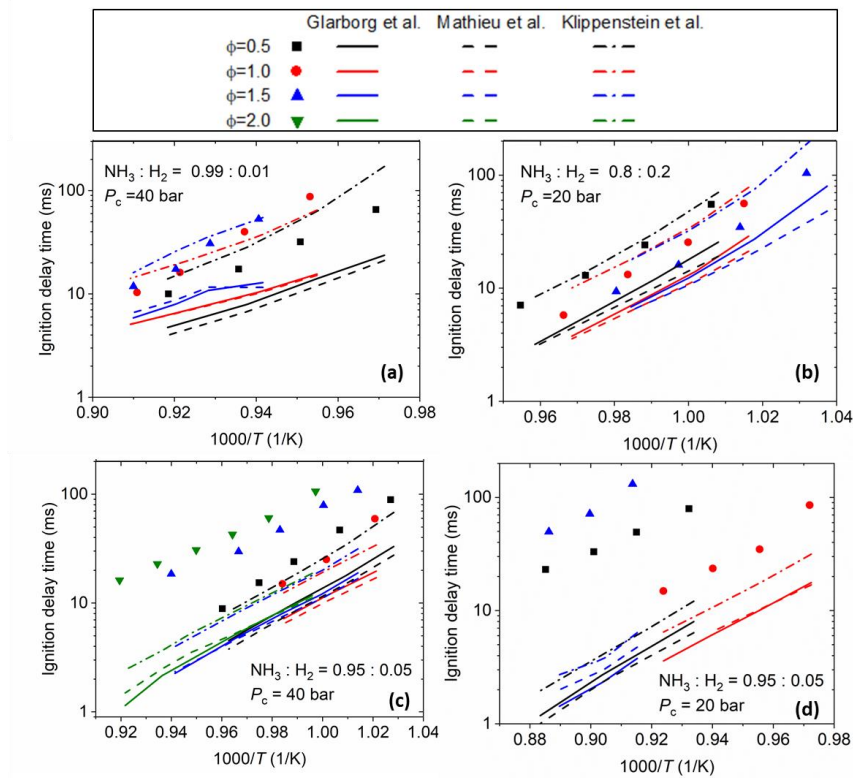 Glarborg et al. Mathieu et al. Klippenstein et al.
ϕ=0.5
ϕ=1.0
ϕ=1.5
ϕ=2.0
NH₃ : H₂ = 0.99 : 0.01
P_c =40 bar
100
10
1
Ignition delay time (ms)
(a)
0.90 0.92 0.94 0.96 0.98
1000/T (1/K)
NH₃ : H₂ = 0.8 : 0.2
P_c =20 bar
100
10
1
Ignition delay time (ms)
(b)
0.96 0.98 1.00 1.02 1.04
1000/T (1/K)
100
10
1
Ignition delay time (ms)
NH₃ : H₂ = 0.95 : 0.05
P_c = 40 bar
(c)
0.92 0.94 0.96 0.98 1.00 1.02 1.04
1000/T (1/K)
100
10
1
Ignition delay time (ms)
NH₃ : H₂ = 0.95 : 0.05
P_c = 20 bar
(d)
0.88 0.90 0.92 0.94 0.96 0.98
1000/T (1/K)